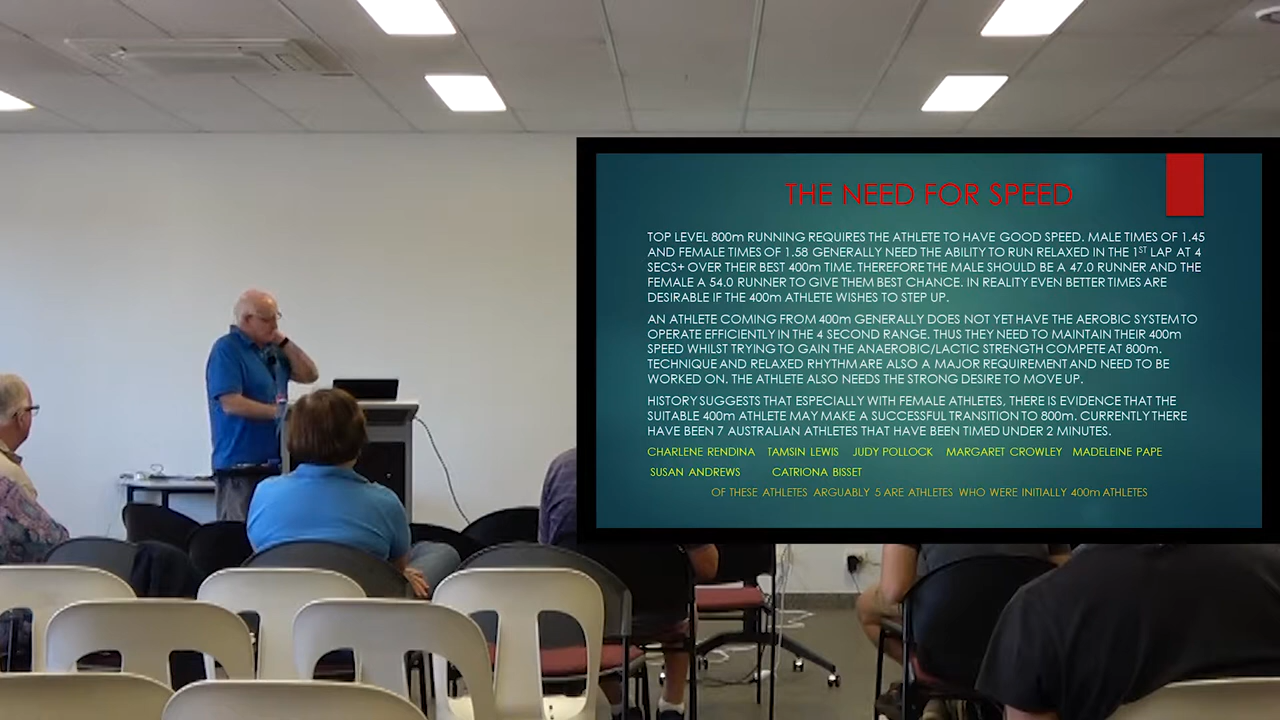 THE NEED FOR SPEED
TOP LEVEL 800m RUNNING REQUIRES THE ATHLETE TO HAVE GOOD SPEED. MALE TIMES OF 1.45
AND FEMALE TIMES OF 1.58 GENERALLY NEED THE ABILITY TO RUN RELAXED IN THE 1ST LAP AT 4
SECS+ OVER THEIR BEST 400m TIME. THEREFORE THE MALE SHOULD BE A 47.0 RUNNER AND THE
FEMALE A 54.0 RUNNER TO GIVE THEM BEST CHANCE. IN REALITY EVEN BETTER TIMES ARE
DESIRABLE IF THE 400m ATHLETE WISHES TO STEP UP.
AN ATHLETE COMING FROM 400m GENERALLY DOES NOT YET HAVE THE AEROBIC SYSTEM TO
OPERATE EFFICIENTLY IN THE 4 SECOND RANGE. THUS THEY NEED TO MAINTAIN THEIR 400m
SPEED WHILST TRYING TO GAIN THE ANAEROBIC/LACTIC STRENGTH COMPETE AT 800m.
TECHNIQUE AND RELAXED RHYTHM ARE ALSO A MAJOR REQUIREMENT AND NEED TO BE
WORKED ON. THE ATHLETE ALSO NEEDS THE STRONG DESIRE TO MOVE UP.
HISTORY SUGGESTS THAT ESPECIALLY WITH FEMALE ATHLETES, THERE IS EVIDENCE THAT THE
SUITABLE 400m ATHLETE MAY MAKE A SUCCESSFUL TRANSITION TO 800m. CURRENTLY THERE
HAVE BEEN 7 AUSTRALIAN ATHLETES THAT HAVE BEEN TIMED UNDER 2 MINUTES.
CHARLENE RENDINA TAMSIN LEWIS JUDY POLLOCK MARGARET CROWLEY MADELEINE PAPE
SUSAN ANDREWS CATRIONA BISSET
OF THESE ATHLETES ARGUABLY 5 ARE ATHLETES WHO WERE INITIALLY 400m ATHLETES